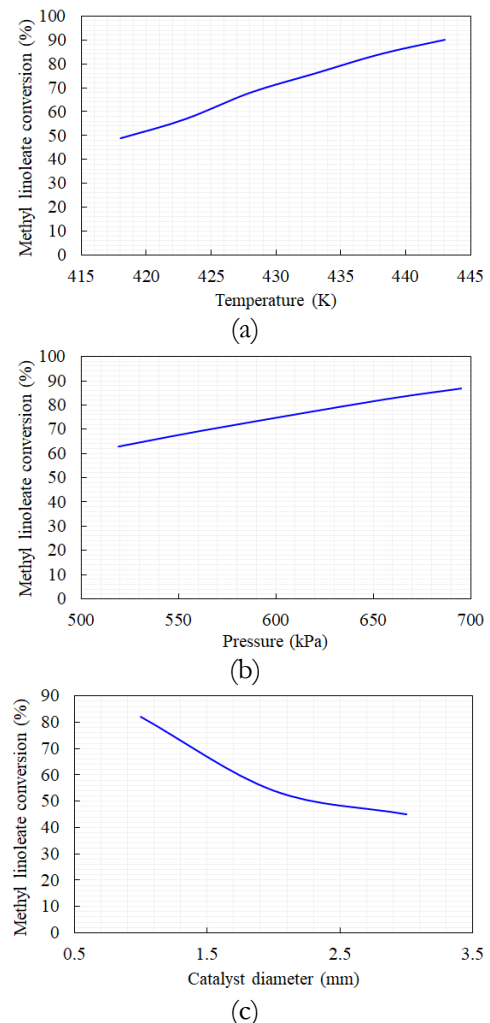 Methyl linoleate conversion (%)
100
90
80
70
60
50
40
30
20
10
0
415 420 425 430 435 440 445
Temperature (K)
(a)
Methyl linoleate conversion (%)
100
90
80
70
60
50
40
30
20
10
0
500 550 600 650 700
Pressure (kPa)
(b)
Methyl linoleate conversion (%)
90
80
70
60
50
40
30
20
10
0
0.5 1.5 2.5 3.5
Catalyst diameter (mm)
(c)